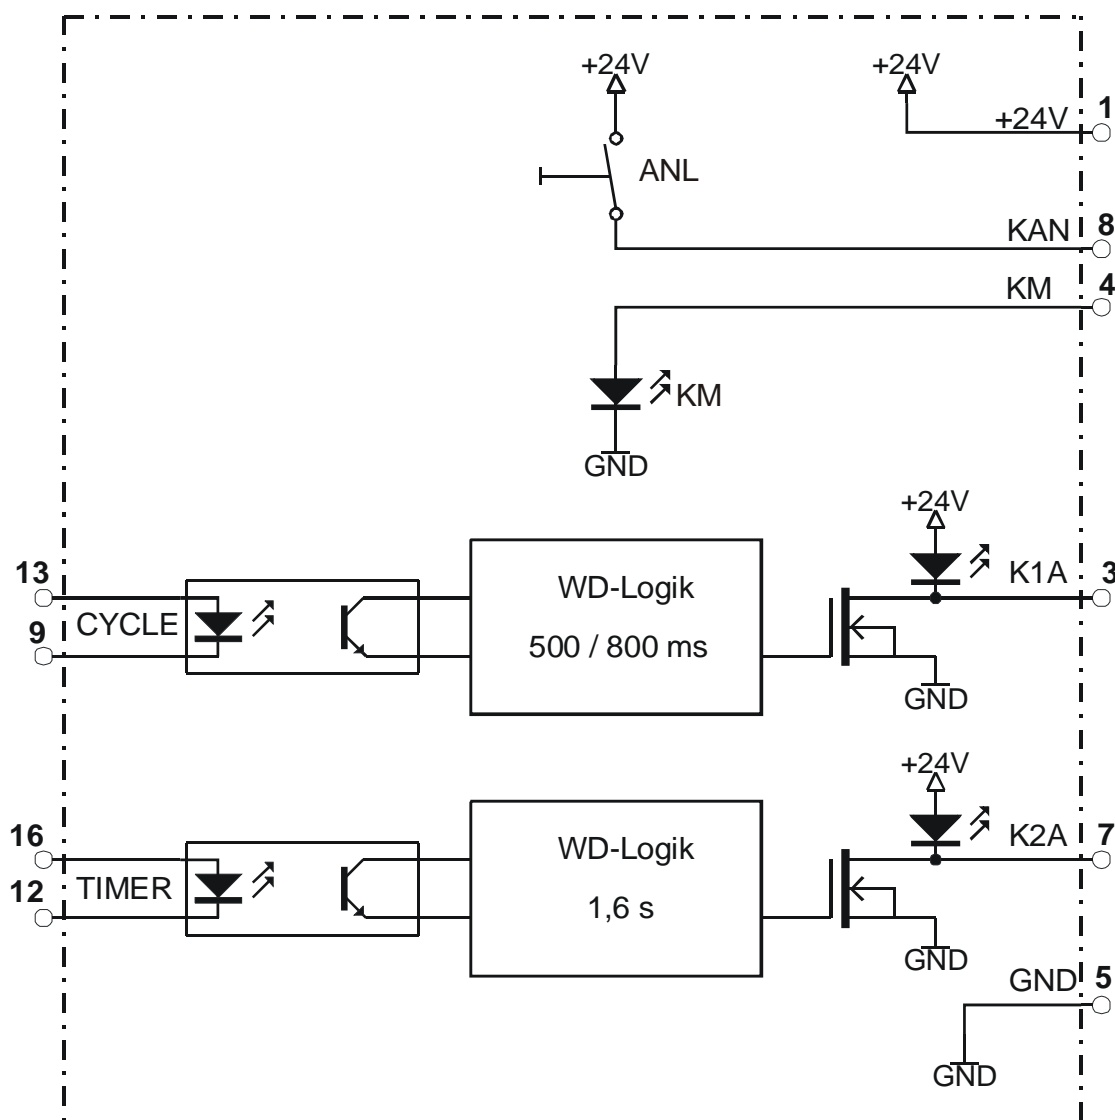 +24V
+24V
+24V
1
ANL
KAN
8
KM
4
KM
GND
+24V
13
WD-Logik
K1A
3
CYCLE
9
500 / 800 ms
GND
+24V
16
WD-Logik
K2A
7
TIMER
12
1,6 s
GND
GND
5
GND